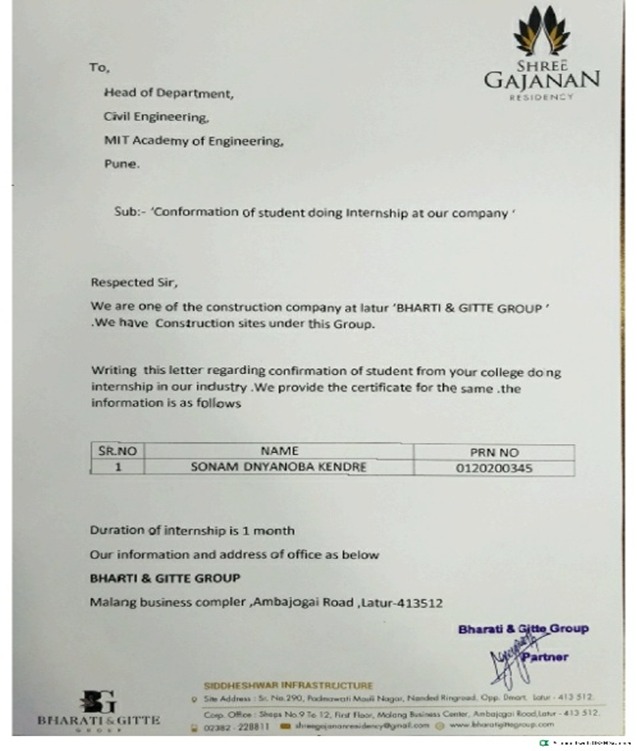 SHREE
GAJANAN
RESIDENCY
To,
Head of Department,
Civil Engineering,
MIT Academy of Engineering,
Pune.
Sub:- ‘Conformation of student doing Internship at our company ’
Respected Sir,
We are one of the construction company at latur ‘BHARTI & GITTE GROUP ’
.We have Construction sites under this Group.
Writing this letter regarding confirmation of student from your college doing
internship in our industry .We provide the certificate for the same .the
information is as follows
SR.NO NAME PRN NO
1 SONAM DNYANOBA KENDRE 0120200345
Duration of internship is 1 month
Our information and address of office as below
BHARTI & GITTE GROUP
Malang business compler ,Ambajogai Road ,Latur-413512
Bharati & Gitte Group
Partner
BHARATI & GITTE
GROUP
SIDDHESHWAR INFRASTRUCTURE
Site Address : Sr. No.290, Padmawati Mauli Nagar, Nanded Ringroad, Opp. Dmart, Latur - 413 512.
Corp. Office : Shops No.9 To 12, First Floor, Malang Business Center, Ambajogai Road,Latur - 413 512.
02382 - 228811 shreegajananresidency@gmail.com www.bharatigittegroup.com